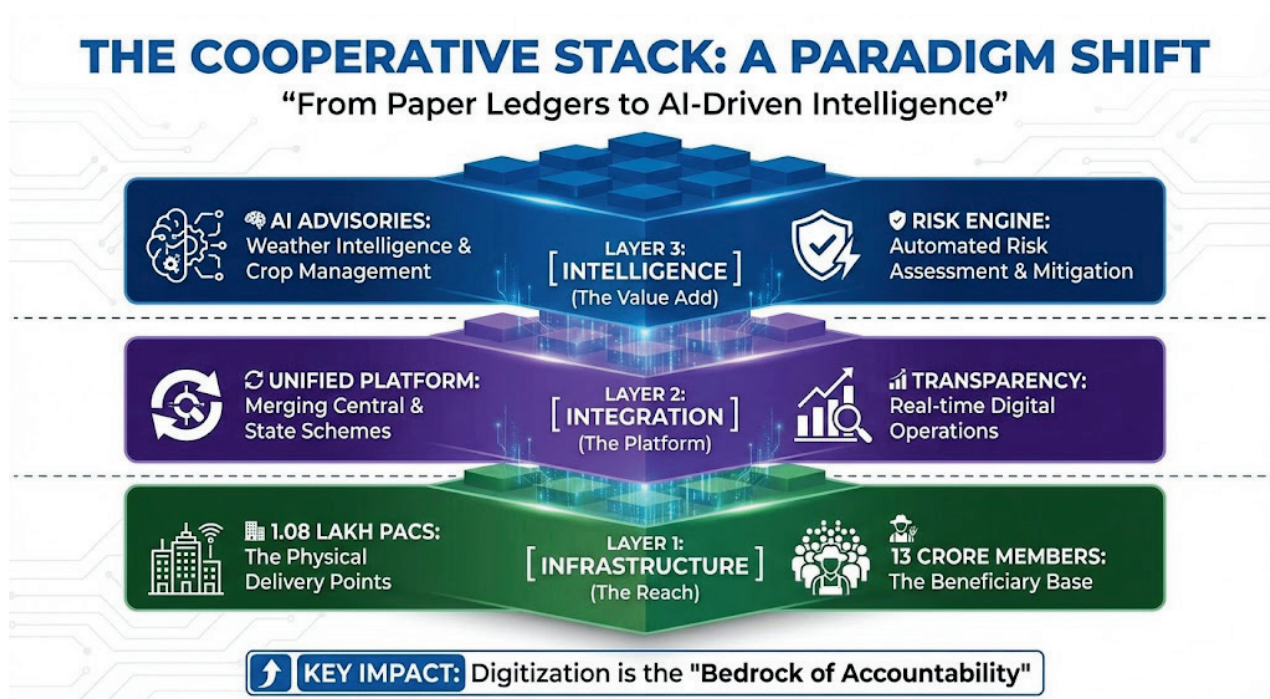 THE COOPERATIVE STACK: A PARADIGM SHIFT
“From Paper Ledgers to AI-Driven Intelligence”
AI ADVISORIES:
Weather Intelligence &
Crop Management
LAYER 3:
[INTELLIGENCE]
(The Value Add)
RISK ENGINE:
Automated Risk
Assessment & Mitigation
UNIFIED PLATFORM:
Merging Central &
State Schemes
LAYER 2:
[INTEGRATION]
(The Platform)
TRANSPARENCY:
Real-time Digital
Operations
1.08 LAKH PACS:
The Physical
Delivery Points
LAYER 1:
[INFRASTRUCTURE]
(The Reach)
13 CRORE MEMBERS:
The Beneficiary Base
KEY IMPACT: Digitization is the "Bedrock of Accountability"